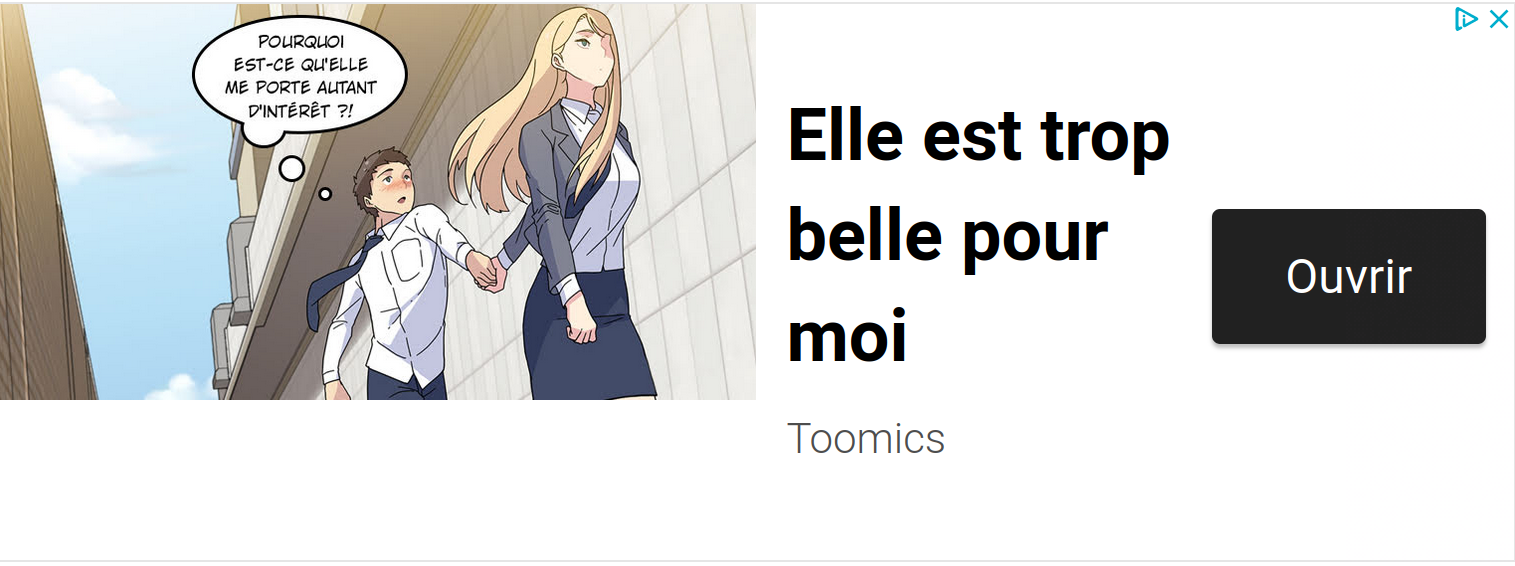 POURQUOI
EST-CE QU'ELLE
ME PORTE AUTANT
D'INTÉRÊT ?!
Elle est trop
belle pour
moi
Toomics
Ouvrir